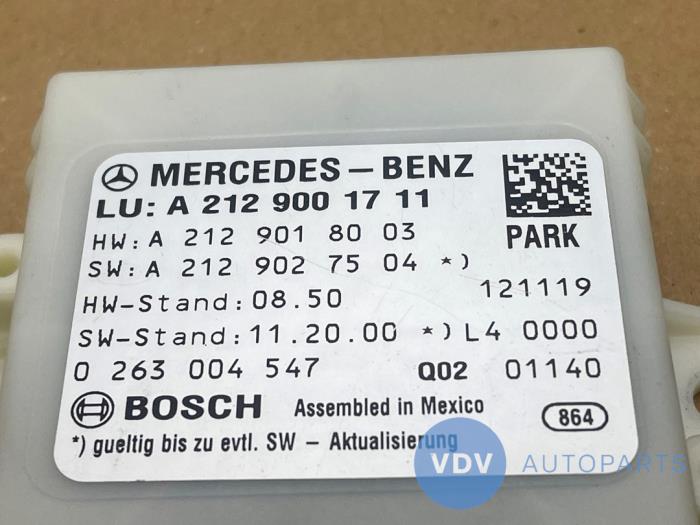 MERCEDES-BENZ
LU: A 212 900 17 11
HW: A 212 901 80 03
PARK
SW: A 212 902 75 04 *)
121119
HW-Stand: 08.50
SW-Stand: 11.20.00 *) L4 0000
0 263 004 547 Q02 01140
BOSCH Assembled in Mexico 864
*) gueltig bis zu evtl. SW - Aktualisierung
VDV AUTOPARTS